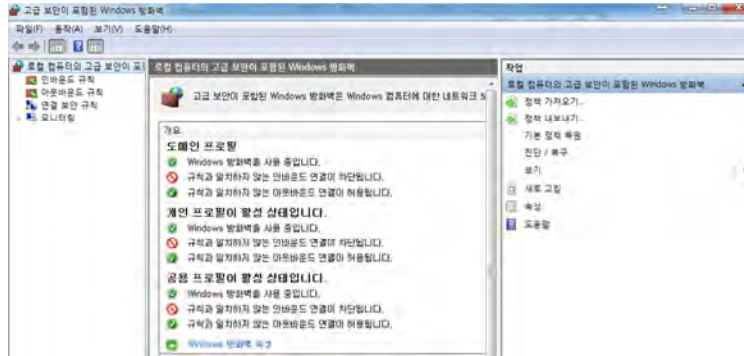 고급 보안이 포함된 Windows 방화벽
파일(F) 동작(A) 보기(V) 도움말(H)
로컬 컴퓨터의 고급 보안이 포
인바운드 규칙
아웃바운드 규칙
연결 보안 규칙
모니터링
로컬 컴퓨터의 고급 보안이 포함된 Windows 방화벽
고급 보안이 포함된 Windows 방화벽은 Windows 컴퓨터에 대한 네트워크
개요
도메인 프로필
Windows 방화벽을 사용 중입니다.
규칙과 일치하지 않는 인바운드 연결이 차단됩니다.
규칙과 일치하지 않는 아웃바운드 연결이 허용됩니다.
개인 프로필이 활성 상태입니다.
Windows 방화벽을 사용 중입니다.
규칙과 일치하지 않는 인바운드 연결이 차단됩니다.
규칙과 일치하지 않는 아웃바운드 연결이 허용됩니다.
공용 프로필이 활성 상태입니다.
Windows 방화벽을 사용 중입니다.
규칙과 일치하지 않는 인바운드 연결이 차단됩니다.
규칙과 일치하지 않는 아웃바운드 연결이 허용됩니다.
Windows 방화벽 속성
작업
로컬 컴퓨터의 고급 보안이 포함된 Windows 방화벽
정책 가져오기...
정책 내보내기...
기본 정책 복원
진단 / 복구
보기
새로 고침
속성
도움말